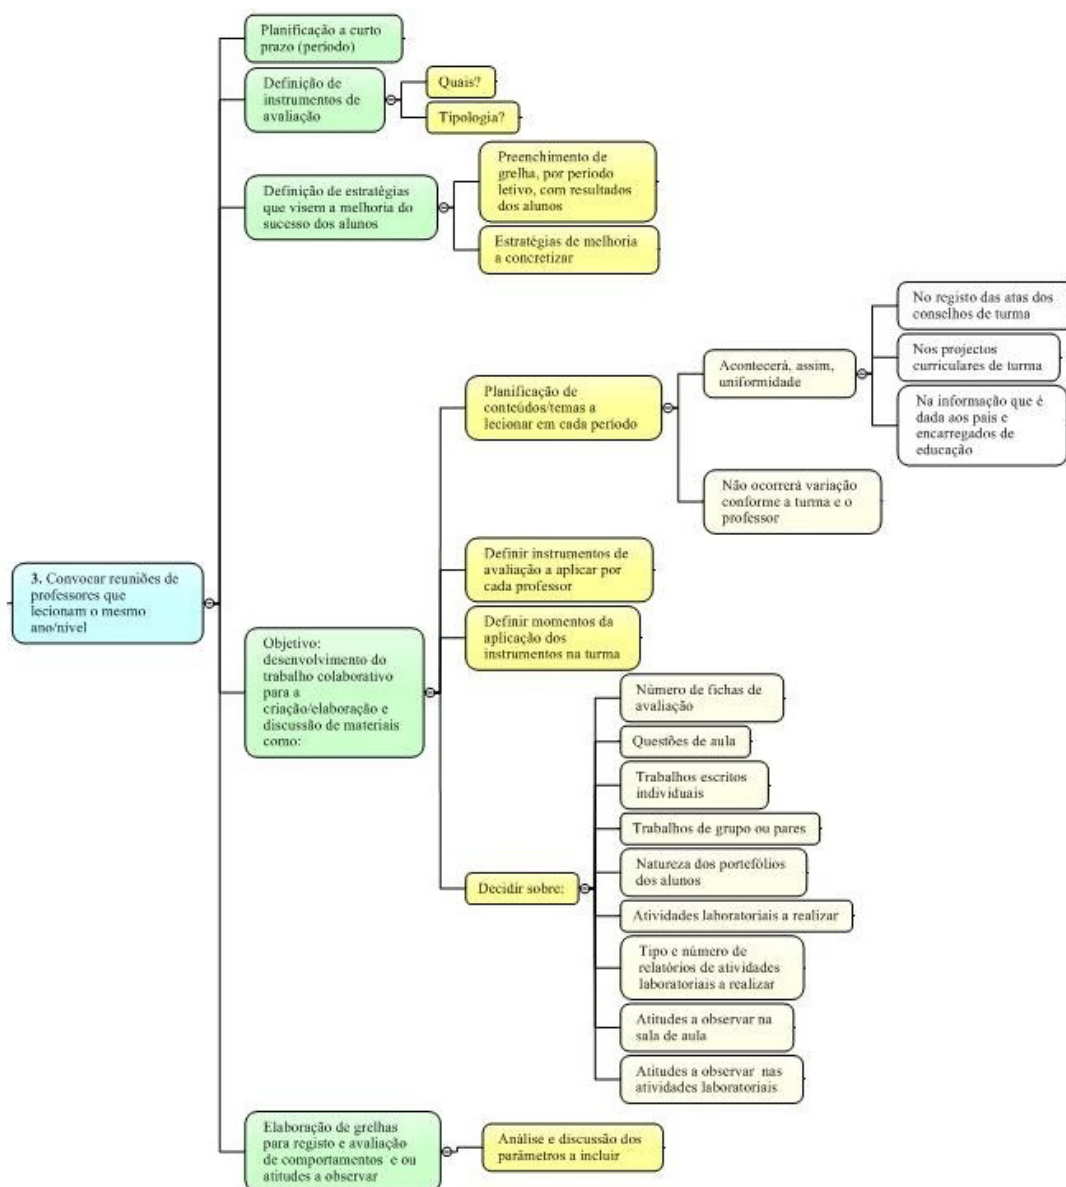 Planificação a curto
prazo (período)
Definição de
instrumentos de
avaliação
Quais?
Tipologia?
Definição de estratégias
que visem a melhoria do
sucesso dos alunos
Preenchimento de
grelha, por período
letivo, com resultados
dos alunos
Estratégias de melhoria
a concretizar
3. Convocar reuniões de
professores que
lecionam o mesmo
ano/nível
Objetivo:
desenvolvimento do
trabalho colaborativo
para a
criação/elaboração e
discussão de materiais
como:
Planificação de
conteúdos/temas a
lecionar em cada período
Acontecerá, assim,
uniformidade
No registo das atas dos
conselhos de turma
Nos projectos
curriculares de turma
Na informação que é
dada aos pais e
encarregados de
educação
Não ocorrerá variação
conforme a turma e o
professor
Definir instrumentos de
avaliação a aplicar por
cada professor
Definir momentos da
aplicação dos
instrumentos na turma
Decidir sobre:
Número de fichas de
avaliação
Questões de aula
Trabalhos escritos
individuais
Trabalhos de grupo ou pares
Natureza dos portefólios
dos alunos
Atividades laboratoriais a realizar
Tipo e número de
relatórios de atividades
laboratoriais a realizar
Atitudes a observar na
sala de aula
Atitudes a observar nas
atividades laboratoriais
Elaboração de grelhas
para registo e avaliação
de comportamentos e ou
atitudes a observar
Análise e discussão dos
parâmetros a incluir